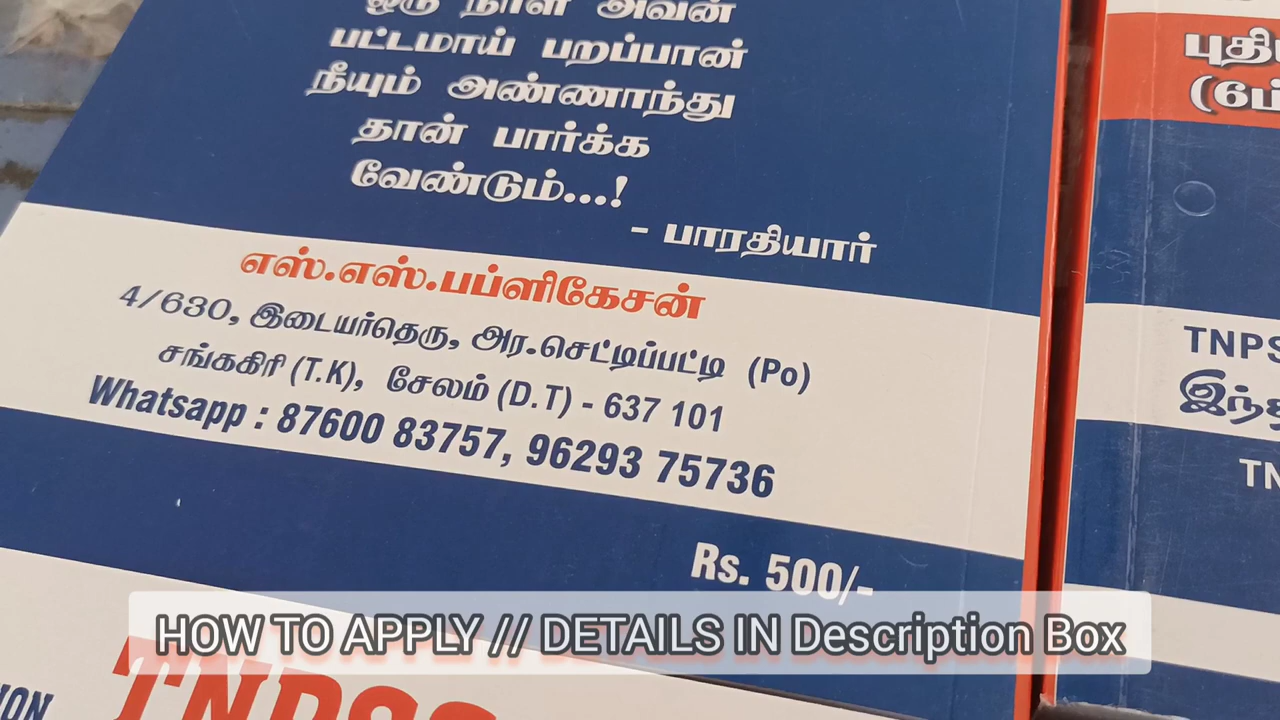 ஒரு நாள் அவன்
பட்டமாய் பறப்பான்
நீயும் அண்ணாந்து
தான் பார்க்க
வேண்டும்...!
- பாரதியார்
எஸ்.எஸ்.பப்ளிகேசன்
4/630, இடையர்தெரு, அர.செட்டிப்பட்டி (Po)
சங்ககிரி (T.K), சேலம் (D.T) - 637 101
Whatsapp : 87600 83757, 96293 75736
Rs. 500/-
HOW TO APPLY // DETAILS IN Description Box
TNPS
TN